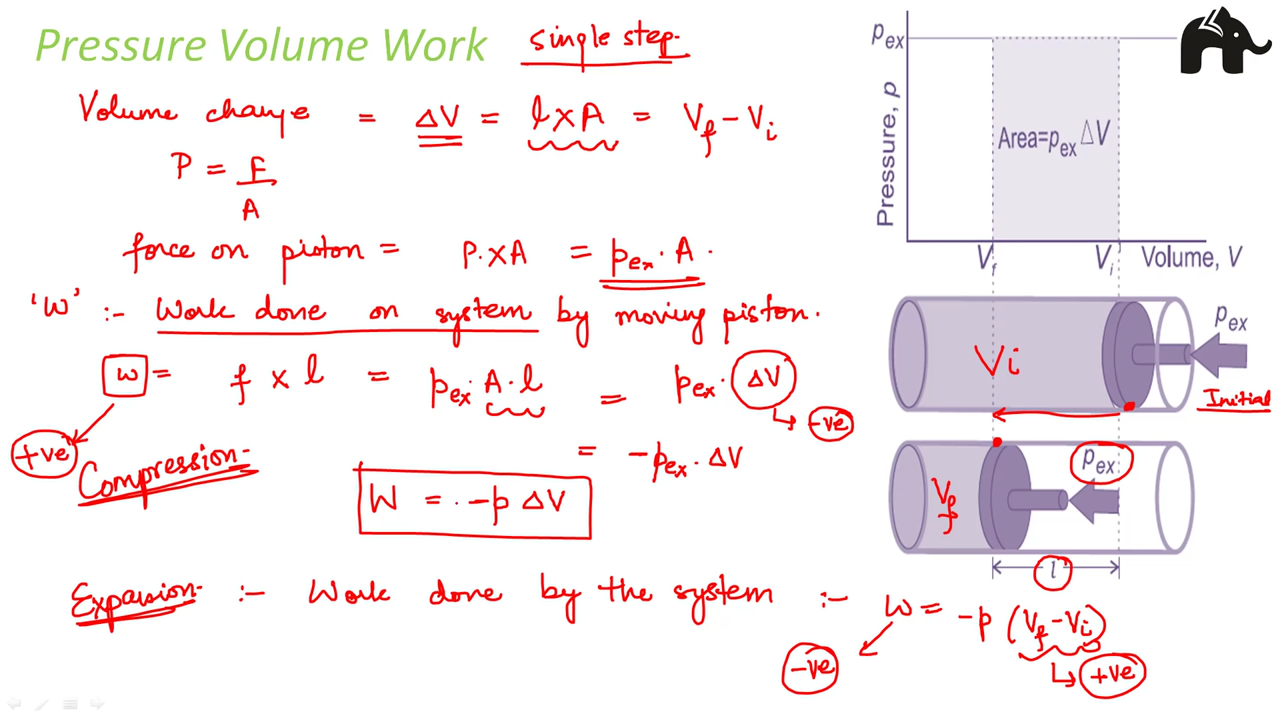 Pressure Volume Work single step.
Volume change = ΔV = l×A = Vf − Vi
P = F/A
force on piston = P.×A = pex. A.
'W' :- Work done on system by moving piston.
w = f × l = pex. A.l = pex. ΔV
-ve
+ve
= -pex. ΔV
Compression-
W = .-p ΔV
Expansion- :- Work done by the system :- w = -p (Vf − Vi)
-ve
+ve
pex
Pressure, p
Area=pex ΔV
Vf Vi Volume, V
pex
Vi
Initial
pex
Vf
l